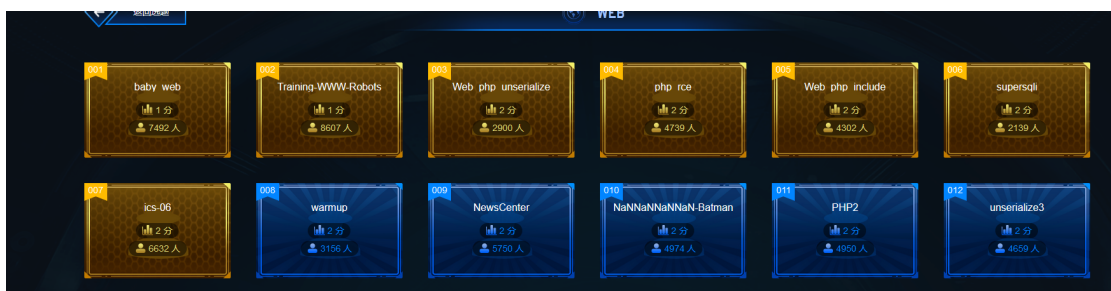 WEB
001
baby web
1 分
7492 人
002
Training-WWW-Robots
1 分
8607 人
003
Web php unserialize
2 分
2900 人
004
php rce
2 分
4739 人
005
Web php include
2 分
4302 人
006
supersqli
2 分
2139 人
007
ics-06
2 分
6632 人
008
warmup
2 分
3156 人
009
NewsCenter
2 分
5750 人
010
NaNNaNNaNNaN-Batman
2 分
4974 人
011
PHP2
2 分
4950 人
012
unserialize3
2 分
4659 人